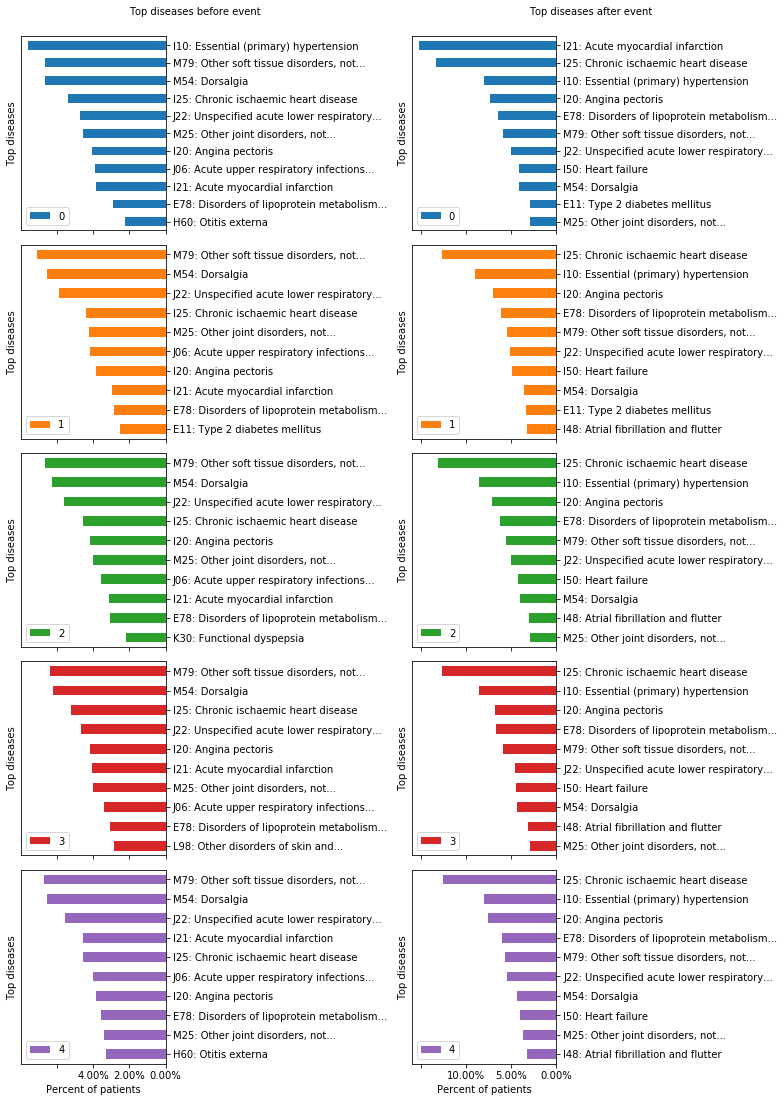 Top diseases before event
Top diseases
I10: Essential (primary) hypertension
M79: Other soft tissue disorders, not...
M54: Dorsalgia
I25: Chronic ischaemic heart disease
J22: Unspecified acute lower respiratory...
M25: Other joint disorders, not...
I20: Angina pectoris
J06: Acute upper respiratory infections...
I21: Acute myocardial infarction
E78: Disorders of lipoprotein metabolism...
H60: Otitis externa
0
Top diseases
M79: Other soft tissue disorders, not...
M54: Dorsalgia
J22: Unspecified acute lower respiratory...
I25: Chronic ischaemic heart disease
M25: Other joint disorders, not...
J06: Acute upper respiratory infections...
I20: Angina pectoris
I21: Acute myocardial infarction
E78: Disorders of lipoprotein metabolism...
E11: Type 2 diabetes mellitus
1
Top diseases
M79: Other soft tissue disorders, not...
M54: Dorsalgia
J22: Unspecified acute lower respiratory...
I25: Chronic ischaemic heart disease
I20: Angina pectoris
M25: Other joint disorders, not...
J06: Acute upper respiratory infections...
I21: Acute myocardial infarction
E78: Disorders of lipoprotein metabolism...
K30: Functional dyspepsia
2
Top diseases
M79: Other soft tissue disorders, not...
M54: Dorsalgia
I25: Chronic ischaemic heart disease
J22: Unspecified acute lower respiratory...
I20: Angina pectoris
I21: Acute myocardial infarction
M25: Other joint disorders, not...
J06: Acute upper respiratory infections...
E78: Disorders of lipoprotein metabolism...
L98: Other disorders of skin and...
3
Top diseases
M79: Other soft tissue disorders, not...
M54: Dorsalgia
J22: Unspecified acute lower respiratory...
I21: Acute myocardial infarction
I25: Chronic ischaemic heart disease
J06: Acute upper respiratory infections...
I20: Angina pectoris
E78: Disorders of lipoprotein metabolism...
M25: Other joint disorders, not...
H60: Otitis externa
4
4.00% 2.00% 0.00%
Percent of patients
Top diseases after event
Top diseases
I21: Acute myocardial infarction
I25: Chronic ischaemic heart disease
I10: Essential (primary) hypertension
I20: Angina pectoris
E78: Disorders of lipoprotein metabolism...
M79: Other soft tissue disorders, not...
J22: Unspecified acute lower respiratory...
I50: Heart failure
M54: Dorsalgia
E11: Type 2 diabetes mellitus
M25: Other joint disorders, not...
0
Top diseases
I25: Chronic ischaemic heart disease
I10: Essential (primary) hypertension
I20: Angina pectoris
E78: Disorders of lipoprotein metabolism...
M79: Other soft tissue disorders, not...
J22: Unspecified acute lower respiratory...
I50: Heart failure
M54: Dorsalgia
E11: Type 2 diabetes mellitus
I48: Atrial fibrillation and flutter
1
Top diseases
I25: Chronic ischaemic heart disease
I10: Essential (primary) hypertension
I20: Angina pectoris
E78: Disorders of lipoprotein metabolism...
M79: Other soft tissue disorders, not...
J22: Unspecified acute lower respiratory...
I50: Heart failure
M54: Dorsalgia
I48: Atrial fibrillation and flutter
M25: Other joint disorders, not...
2
Top diseases
I25: Chronic ischaemic heart disease
I10: Essential (primary) hypertension
I20: Angina pectoris
E78: Disorders of lipoprotein metabolism...
M79: Other soft tissue disorders, not...
J22: Unspecified acute lower respiratory...
I50: Heart failure
M54: Dorsalgia
I48: Atrial fibrillation and flutter
M25: Other joint disorders, not...
3
Top diseases
I25: Chronic ischaemic heart disease
I10: Essential (primary) hypertension
I20: Angina pectoris
E78: Disorders of lipoprotein metabolism...
M79: Other soft tissue disorders, not...
J22: Unspecified acute lower respiratory...
M54: Dorsalgia
I50: Heart failure
M25: Other joint disorders, not...
I48: Atrial fibrillation and flutter
4
10.00% 5.00% 0.00%
Percent of patients